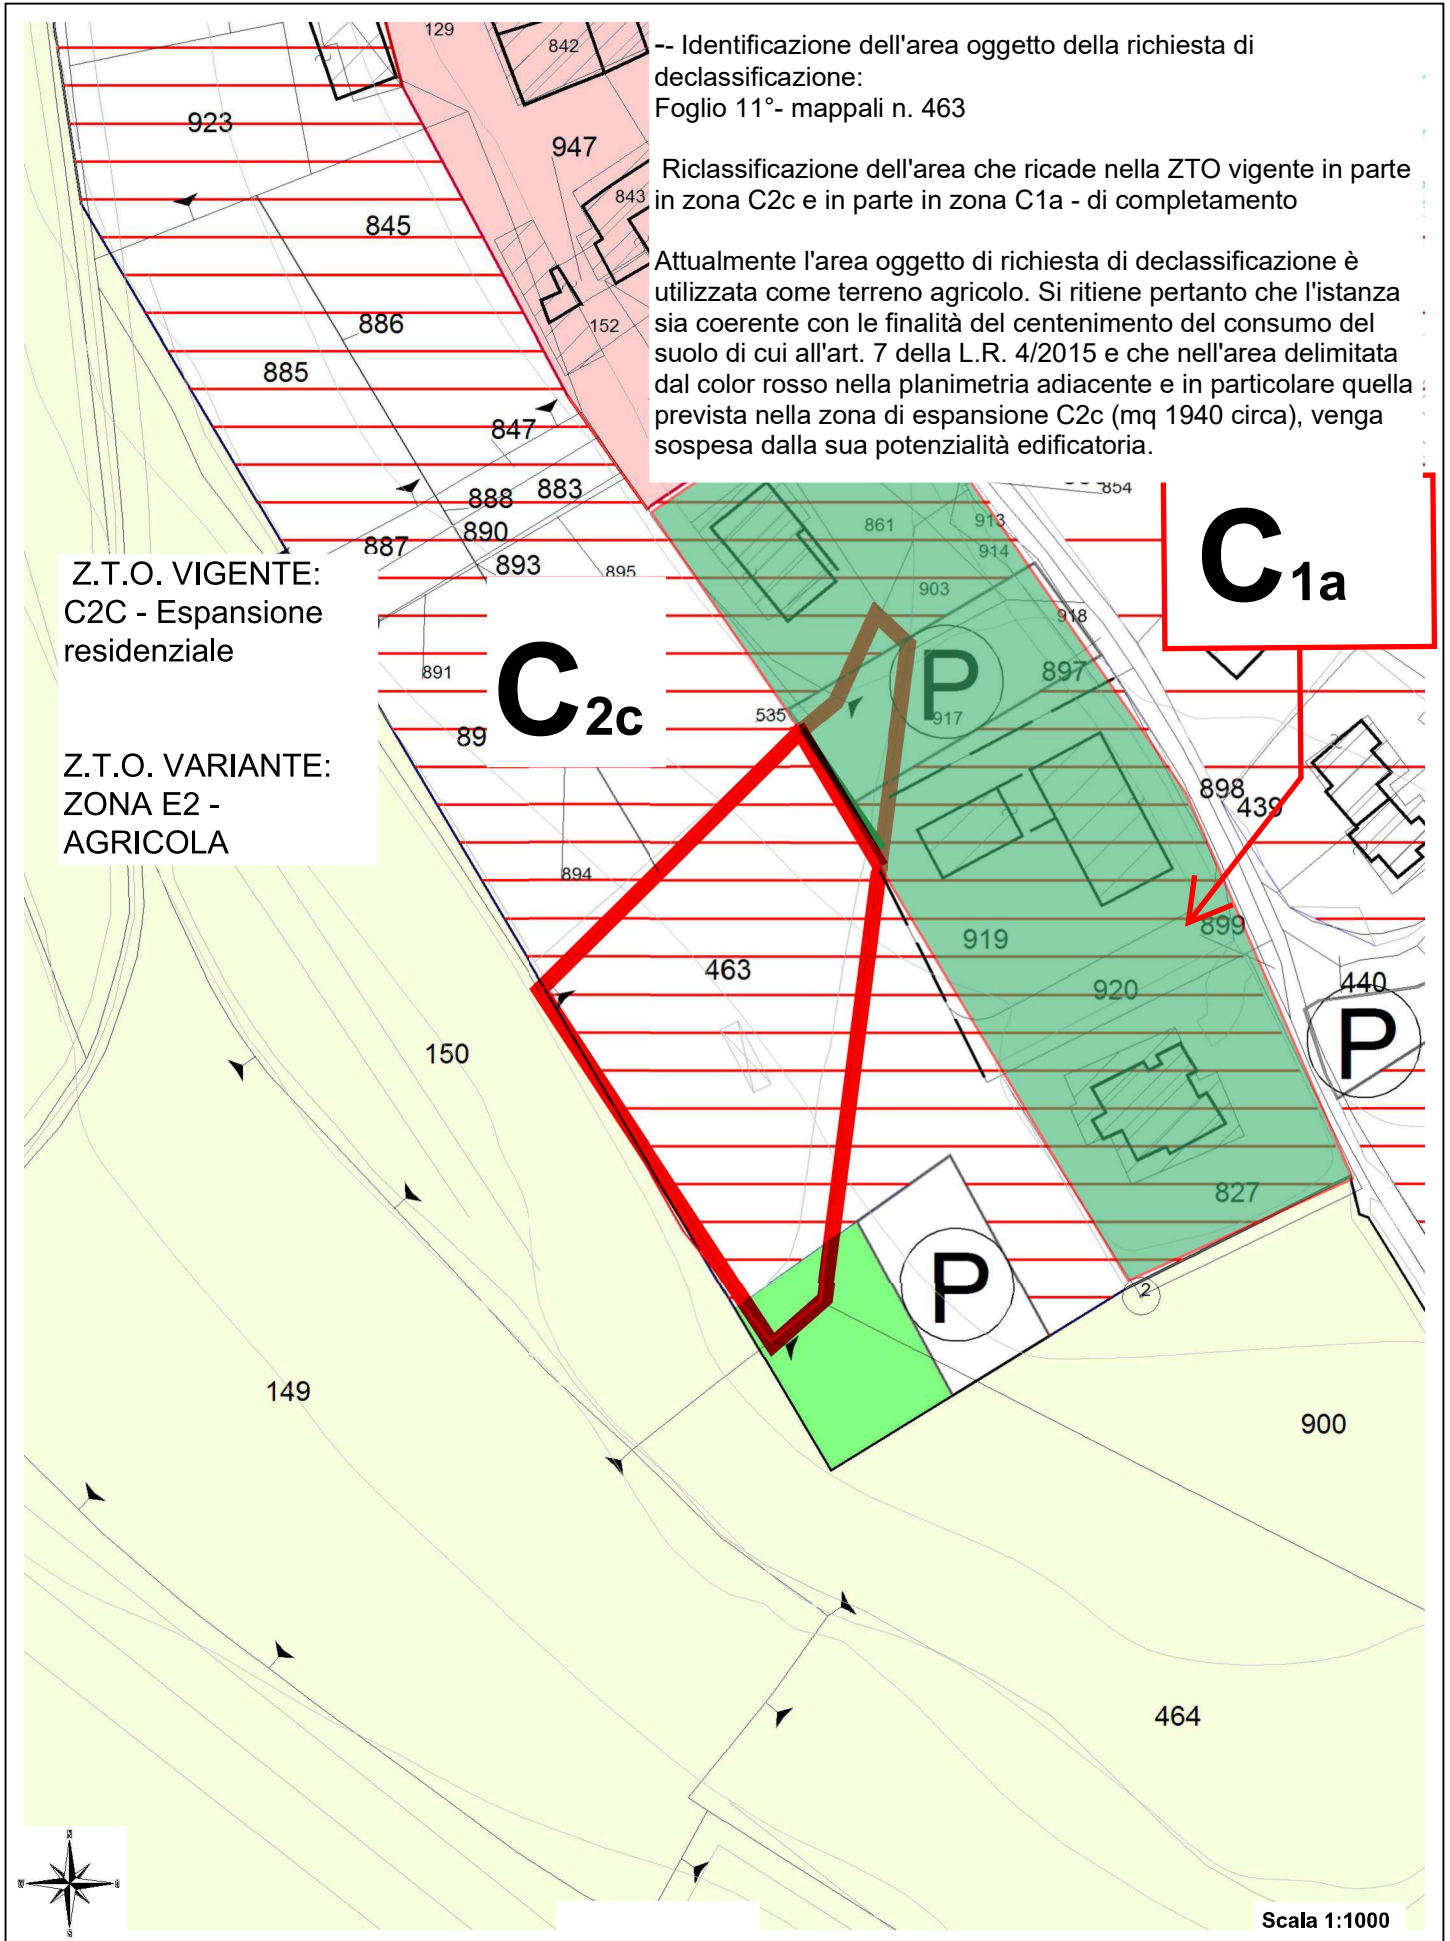 -- Identificazione dell'area oggetto della richiesta di
declassificazione:
Foglio 11°- mappali n. 463
Riclassificazione dell'area che ricade nella ZTO vigente in parte
in zona C2c e in parte in zona C1a - di completamento
Attualmente l'area oggetto di richiesta di declassificazione è
utilizzata come terreno agricolo. Si ritiene pertanto che l'istanza
sia coerente con le finalità del centenimento del consumo del
suolo di cui all'art. 7 della L.R. 4/2015 e che nell'area delimitata
dal color rosso nella planimetria adiacente e in particolare quella
prevista nella zona di espansione C2c (mq 1940 circa), venga
sospesa dalla sua potenzialità edificatoria.
129
842
923
947
843
845
152
886
885
847
888 883
854
890
887
893
895
861
913
914
903
918
C1a
Z.T.O. VIGENTE:
C2C - Espansione
residenziale
891
C2c
P
897
917
535
89
Z.T.O. VARIANTE:
ZONA E2 -
AGRICOLA
898
439
894
899
919
463
920
440
P
150
827
P
2
149
900
464
N
W
S
Scala 1:1000